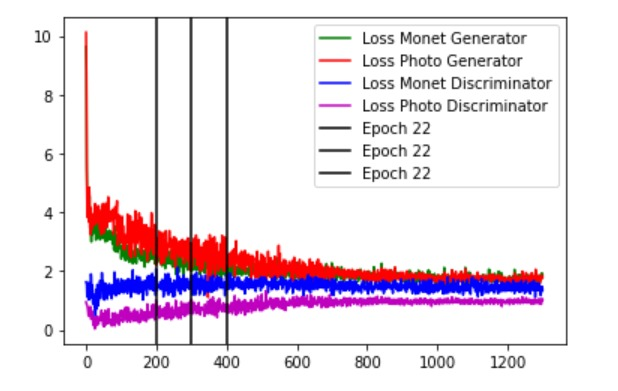 10
8
6
4
2
0
0
200
400
600
800
1000
1200
Loss Monet Generator
Loss Photo Generator
Loss Monet Discriminator
Loss Photo Discriminator
Epoch 22
Epoch 22
Epoch 22